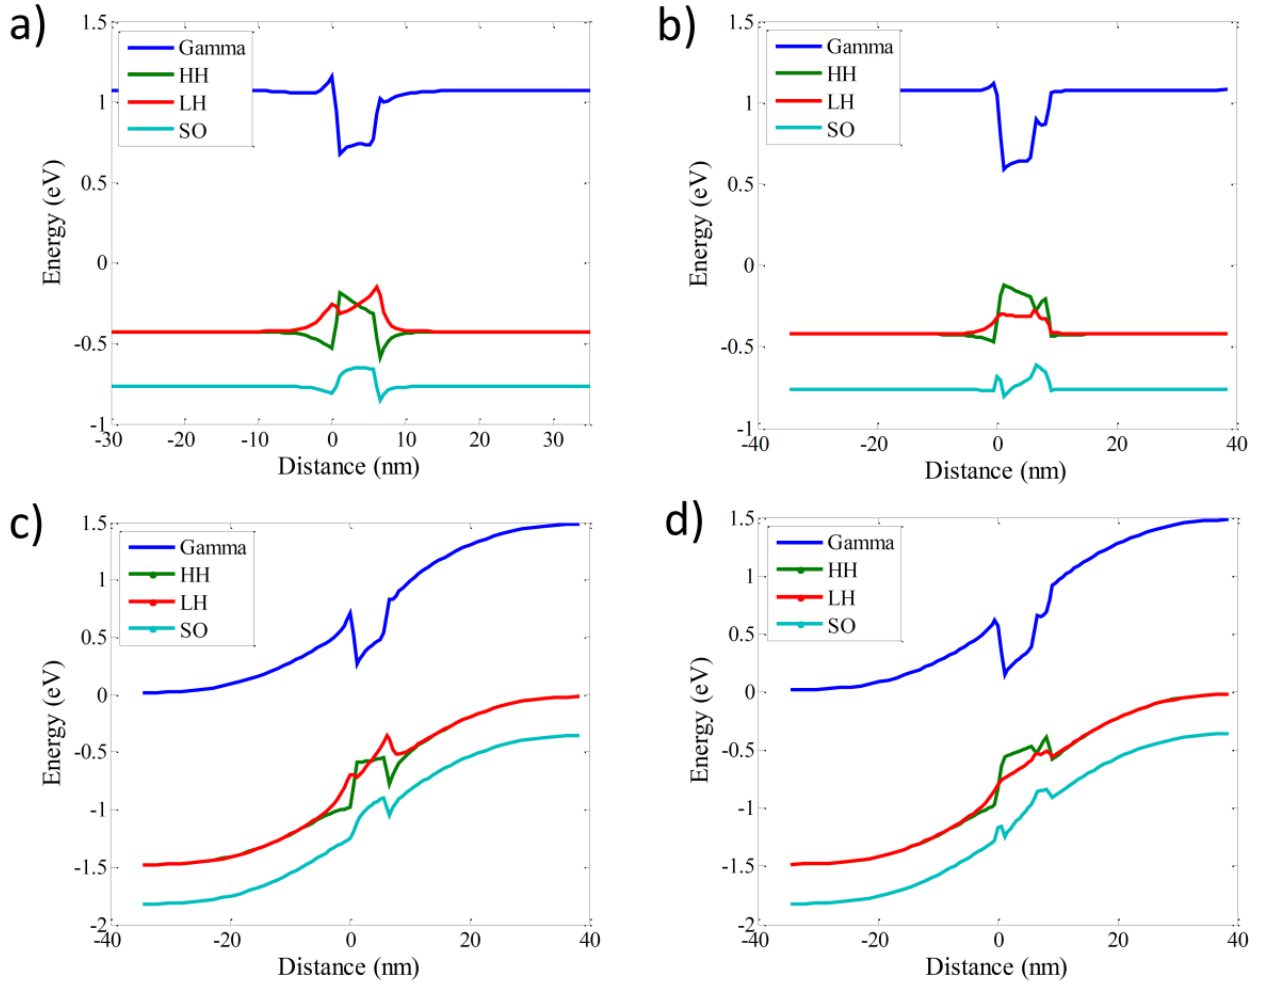 a)
1.5
1
0.5
0
-0.5
-1
Energy (eV)
Gamma
HH
LH
SO
-30 -20 -10 0 10 20 30
Distance (nm)
b)
1.5
1
0.5
0
-0.5
-1
Energy (eV)
Gamma
HH
LH
SO
-40 -20 0 20 40
Distance (nm)
c)
1.5
1
0.5
0
-0.5
-1
-1.5
-2
Energy (eV)
Gamma
HH
LH
SO
-40 -20 0 20 40
Distance (nm)
d)
1.5
1
0.5
0
-0.5
-1
-1.5
-2
Energy (eV)
Gamma
HH
LH
SO
-40 -20 0 20 40
Distance (nm)